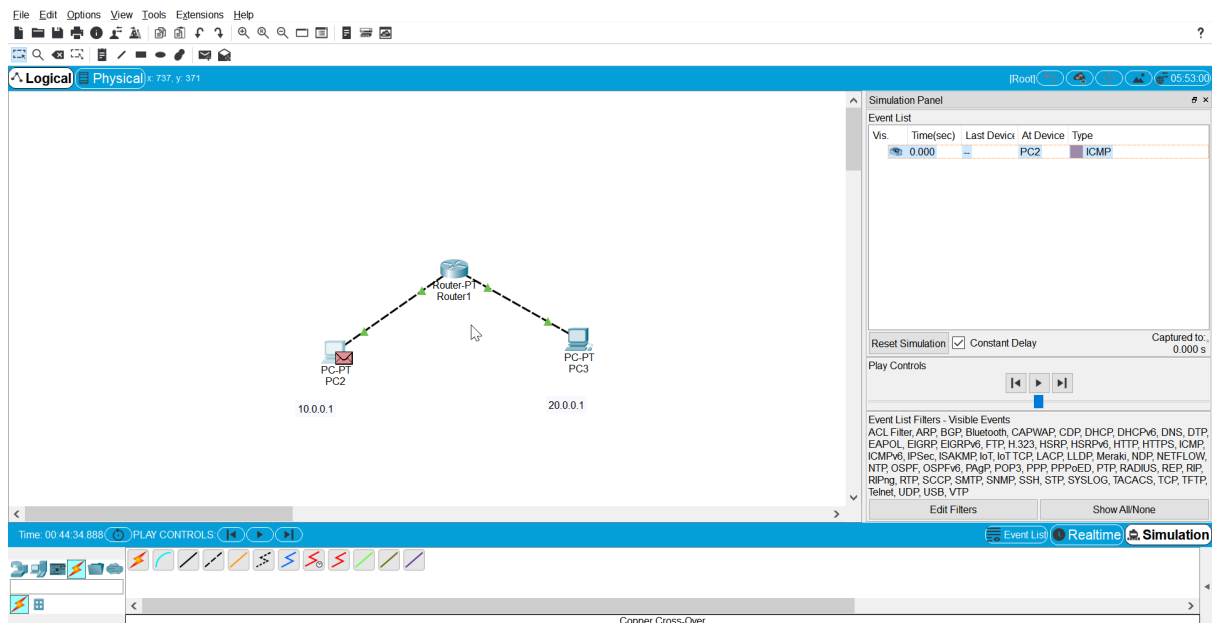 File Edit Options View Tools Extensions Help
?
Logical Physical x: 737, y: 371 [Root] 05:53:00
Simulation Panel
Event List
Vis. Time(sec) Last Device At Device Type
0.000 -- PC2 ICMP
Router-PT
Router1
PC-PT
PC2
PC-PT
PC3
10.0.0.1
20.0.0.1
Reset Simulation Constant Delay Captured to:
0.000 s
Play Controls
Event List Filters - Visible Events
ACL Filter, ARP, BGP, Bluetooth, CAPWAP, CDP, DHCP, DHCPv6, DNS, DTP,
EAPOL, EIGRP, EIGRPv6, FTP, H.323, HSRP, HSRPv6, HTTP, HTTPS, ICMP,
ICMPv6, IPSec, ISAKMP, IoT, IoT TCP, LACP, LLDP, Meraki, NDP, NETFLOW,
NTP, OSPF, OSPFv6, PAgP, POP3, PPP, PPPoED, PTP, RADIUS, REP, RIP,
RIPng, RTP, SCCP, SMTP, SNMP, SSH, STP, SYSLOG, TACACS, TCP, TFTP,
Telnet, UDP, USB, VTP
Edit Filters Show All/None
Time: 00:44:34.888 PLAY CONTROLS: Event List Realtime Simulation
Copper Cross-Over